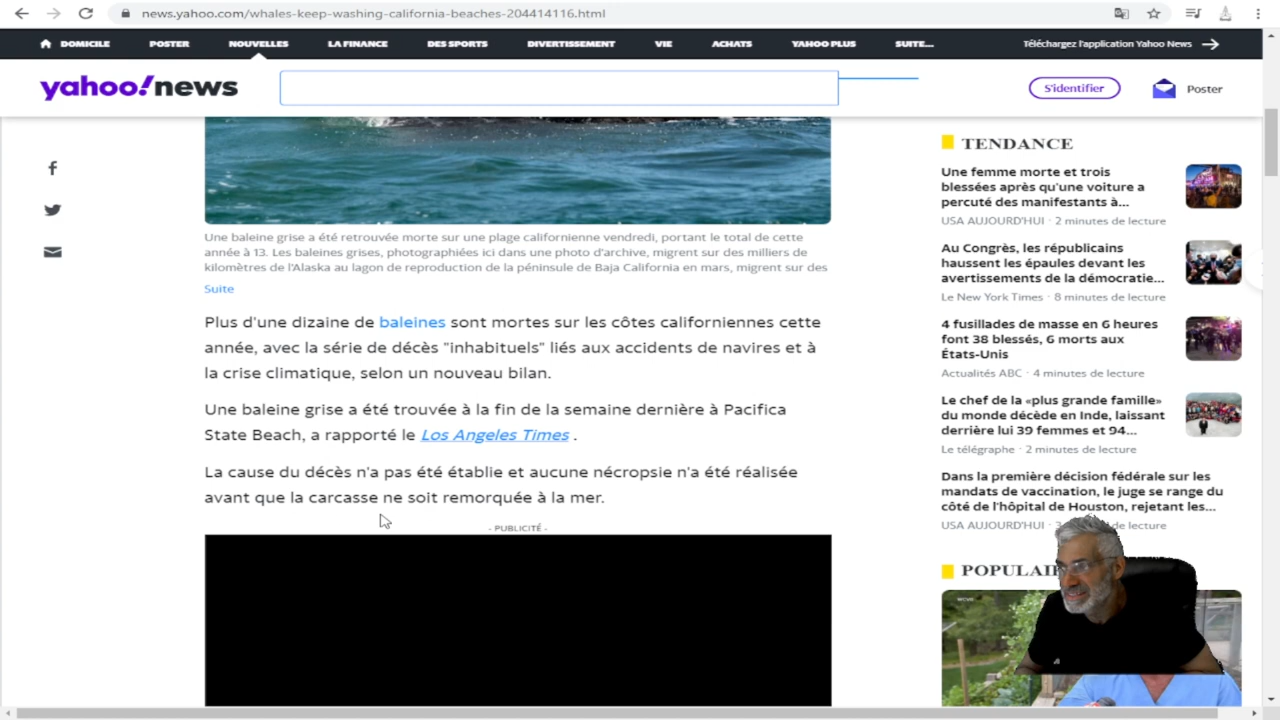 news.yahoo.com/whales-keep-washing-california-beaches-204414116.html
DOMICILE POSTER NOUVELLES LA FINANCE DES SPORTS DIVERTISSEMENT VIE ACHATS YAHOO PLUS SUITE... Téléchargez l'application Yahoo News
yahoo!news
S'identifier
Poster
Une baleine grise a été retrouvée morte sur une plage californienne vendredi, portant le total de cette
année à 13. Les baleines grises, photographiées ici dans une photo d'archive, migrent sur des milliers de
kilomètres de l'Alaska au lagon de reproduction de la péninsule de Baja California en mars, migrent sur des
Suite
Plus d'une dizaine de baleines sont mortes sur les côtes californiennes cette
année, avec la série de décès "inhabituels" liés aux accidents de navires et à
la crise climatique, selon un nouveau bilan.
Une baleine grise a été trouvée à la fin de la semaine dernière à Pacifica
State Beach, a rapporté le Los Angeles Times .
La cause du décès n'a pas été établie et aucune nécropsie n'a été réalisée
avant que la carcasse ne soit remorquée à la mer.
- PUBLICITÉ -
TENDANCE
Une femme morte et trois
blessées après qu'une voiture a
percuté des manifestants à...
USA AUJOURD'HUI · 2 minutes de lecture
Au Congrès, les républicains
haussent les épaules devant les
avertissements de la démocratie...
Le New York Times · 8 minutes de lecture
4 fusillades de masse en 6 heures
font 38 blessés, 6 morts aux
États-Unis
Actualités ABC · 4 minutes de lecture
Le chef de la «plus grande famille»
du monde décède en Inde, laissant
derrière lui 39 femmes et 94...
Le télégraphe · 2 minutes de lecture
Dans la première décision fédérale sur les
mandats de vaccination, le juge se range du
côté de l'hôpital de Houston, rejetant les...
USA AUJOURD'HUI · de lecture